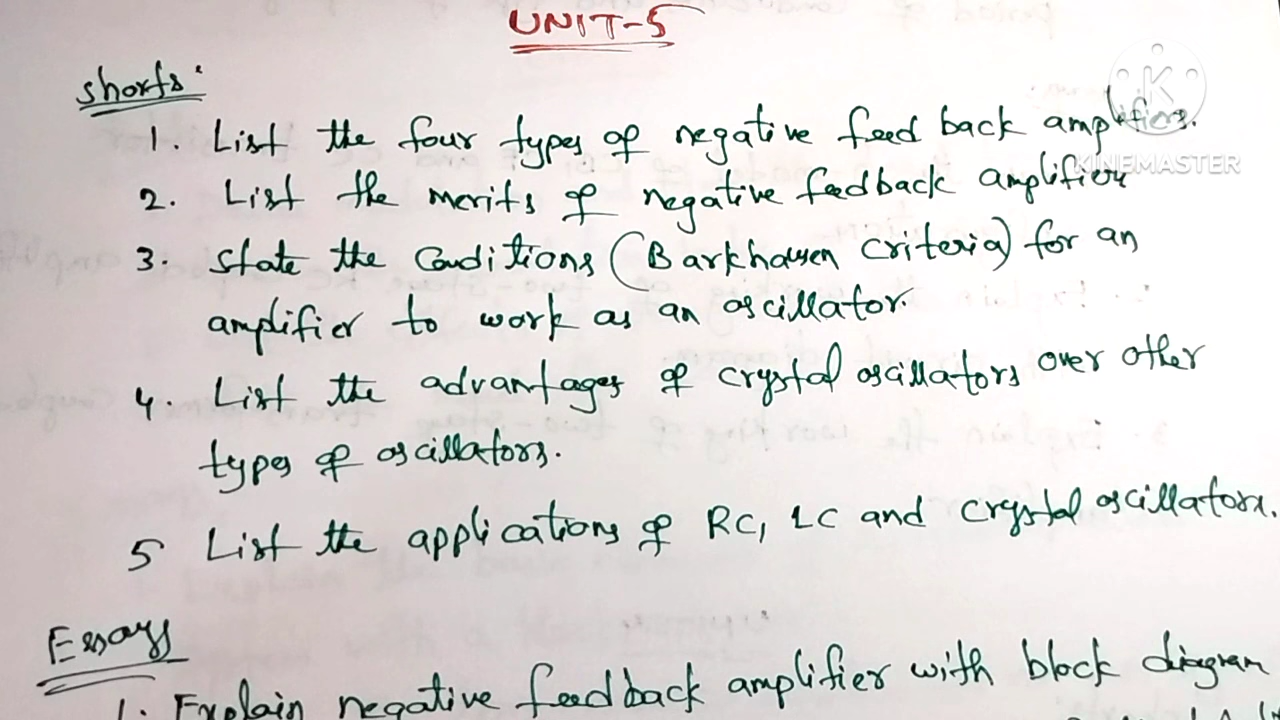 UNIT-5
Shorts:
1. List the four types of negative feed back amplifiers.
2. List the merits of negative feedback amplifier
3. State the Conditions (Barkhausen Criteria) for an
amplifier to work as an oscillator.
4. List the advantages of crystal oscillators over other
types of oscillators.
5 List the applications of RC, LC and crystal oscillators.
Essays
1. Explain negative feedback amplifier with block diagram
K
KINEMASTER